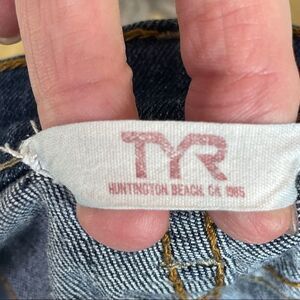 TYR
HUNTINGTON BEACH, CA 1985